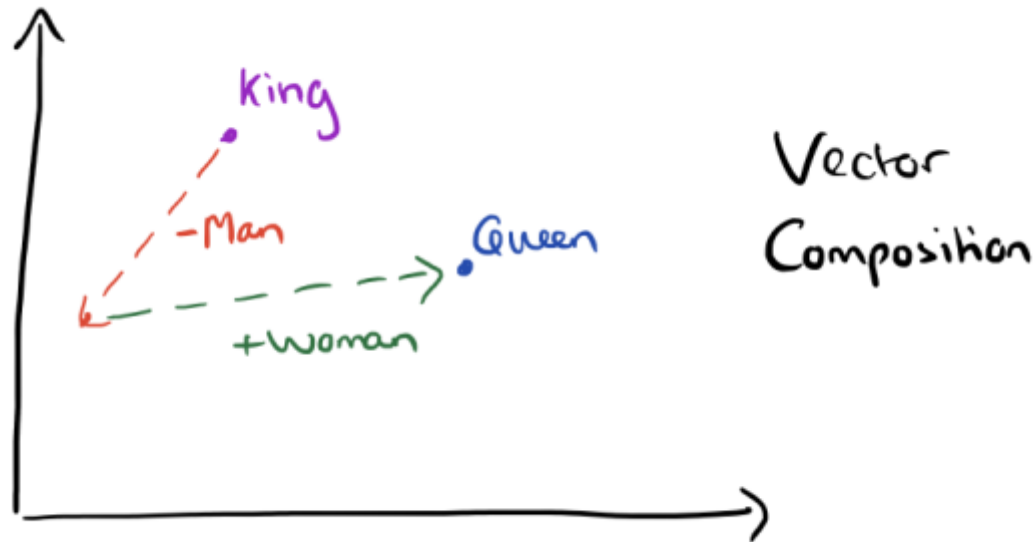 King
-Man
Queen
+Woman
Vector
Composition